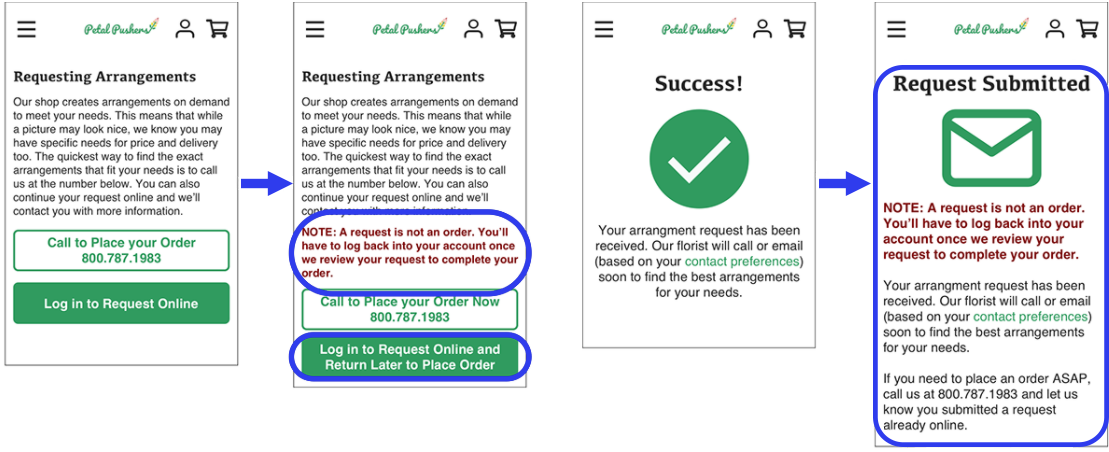 Petal Pushers
Requesting Arrangements
Our shop creates arrangements on demand
to meet your needs. This means that while
a picture may look nice, we know you may
have specific needs for price and delivery
too. The quickest way to find the exact
arrangements that fit your needs is to call
us at the number below. You can also
continue your request online and we'll
contact you with more information.
Call to Place your Order
800.787.1983
Log in to Request Online
Petal Pushers
Requesting Arrangements
Our shop creates arrangements on demand
to meet your needs. This means that while
a picture may look nice, we know you may
have specific needs for price and delivery
too. The quickest way to find the exact
arrangements that fit your needs is to call
us at the number below. You can also
continue your request online and we'll
contact you with more information.
NOTE: A request is not an order. You'll
have to log back into your account once
we review your request to complete your
order.
Call to Place your Order Now
800.787.1983
Log in to Request Online and
Return Later to Place Order
Petal Pushers
Success!
Your arrangment request has been
received. Our florist will call or email
(based on your contact preferences)
soon to find the best arrangements
for your needs.
Petal Pushers
Request Submitted
NOTE: A request is not an order.
You'll have to log back into your
account once we review your
request to complete your order.
Your arrangment request has been
received. Our florist will call or email
(based on your contact preferences)
soon to find the best arrangements
for your needs.
If you need to place an order ASAP,
call us at 800.787.1983 and let us
know you submitted a request
already online.